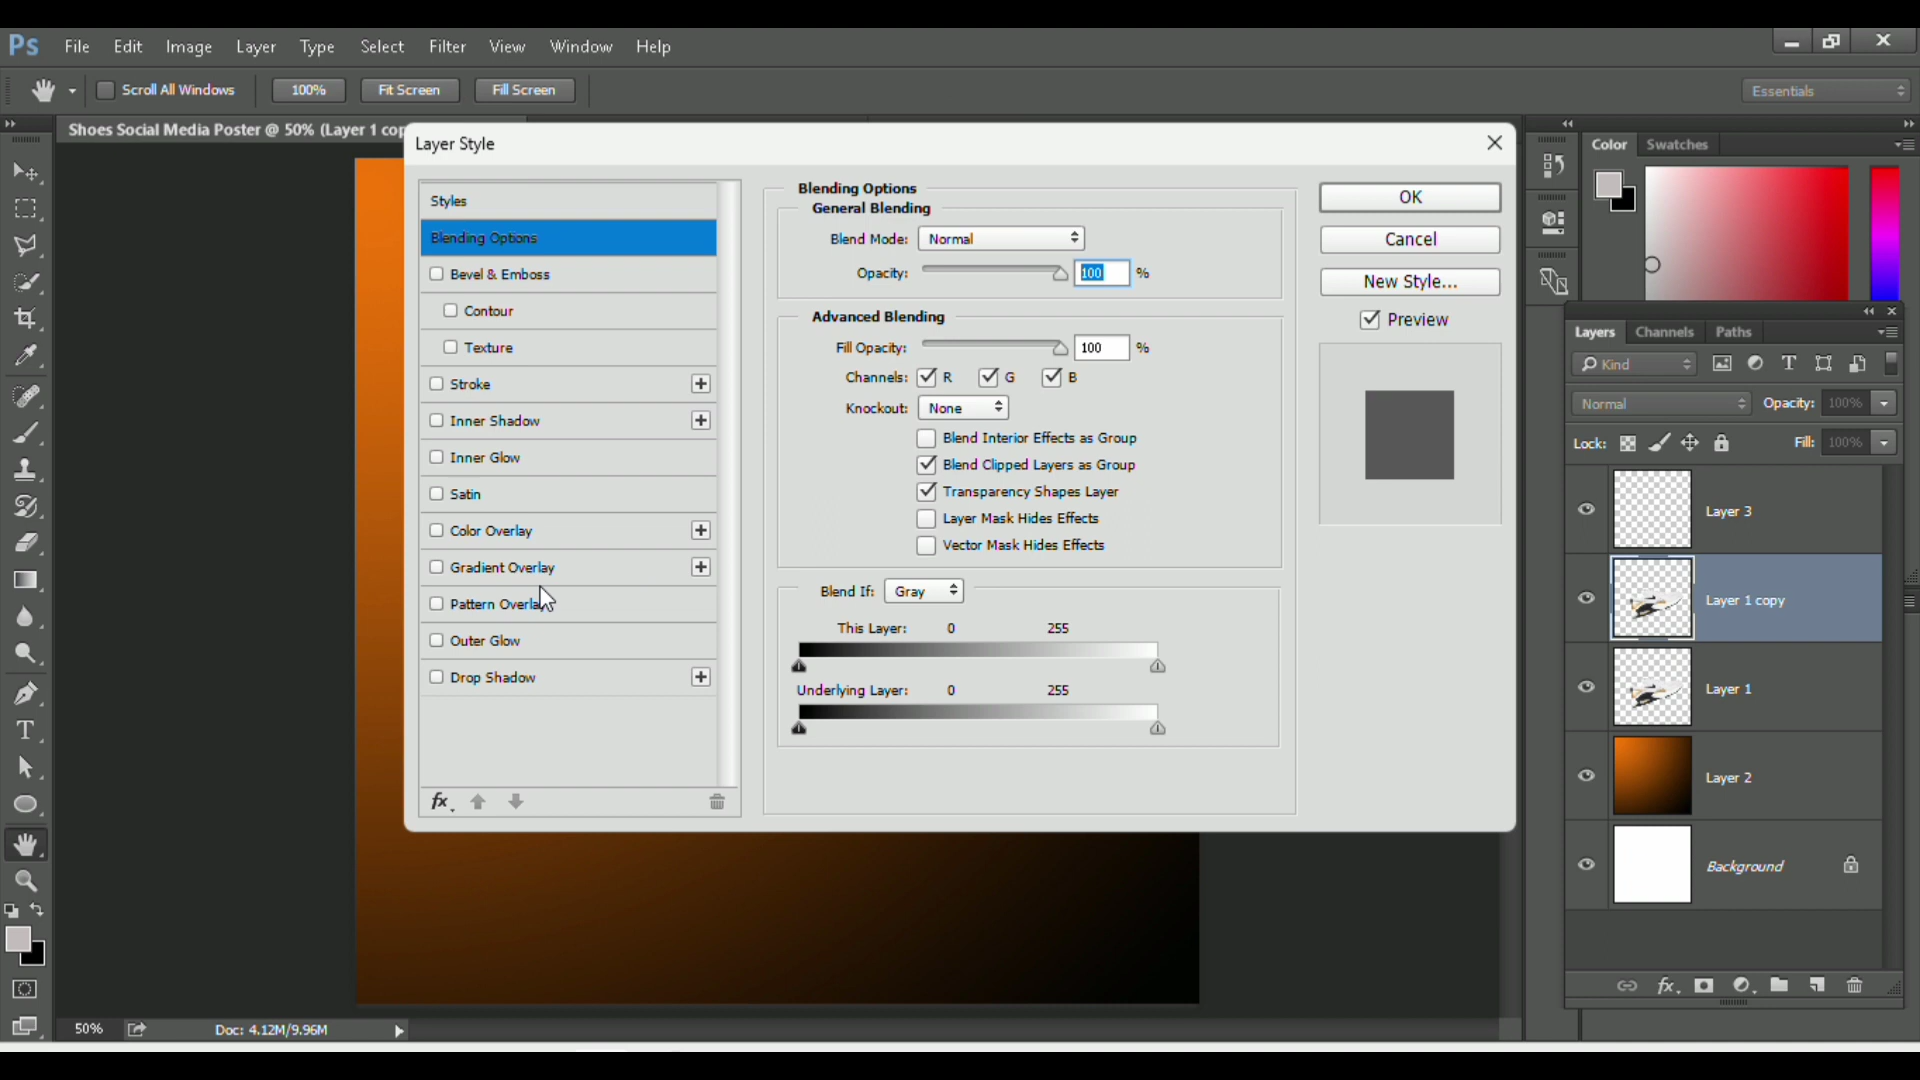 Ps File Edit Image Layer Type Select Filter View Window Help
Scroll All Windows 100% Fit Screen Fill Screen Essentials
Shoes Social Media Poster @ 50% (Layer 1 cop
Layer Style
Styles
Blending Options
Bevel & Emboss
Contour
Texture
Stroke
Inner Shadow
Inner Glow
Satin
Color Overlay
Gradient Overlay
Pattern Overlay
Outer Glow
Drop Shadow
fx
Blending Options
General Blending
Blend Mode: Normal
Opacity: 100 %
Advanced Blending
Fill Opacity: 100 %
Channels: R G B
Knockout: None
Blend Interior Effects as Group
Blend Clipped Layers as Group
Transparency Shapes Layer
Layer Mask Hides Effects
Vector Mask Hides Effects
Blend If: Gray
This Layer: 0 255
Underlying Layer: 0 255
OK
Cancel
New Style...
Preview
Color Swatches
Layers Channels Paths
Kind
Normal Opacity: 100%
Lock: Fill: 100%
Layer 3
Layer 1 copy
Layer 1
Layer 2
Background
fx
50% Doc: 4.12M/9.96M